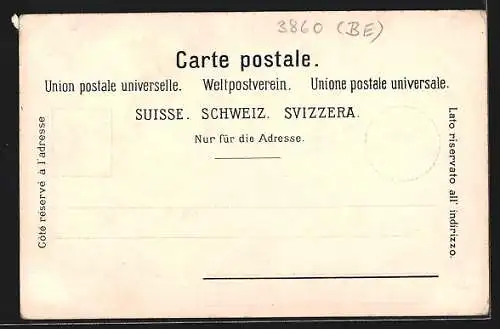 3860 (BE)
Carte postale.
Union postale universelle. Weltpostverein. Unione postale universale.
SUISSE. SCHWEIZ. SVIZZERA.
Nur für die Adresse.
Côté réservé à l'adresse
Lato riservato all' indirizzo.